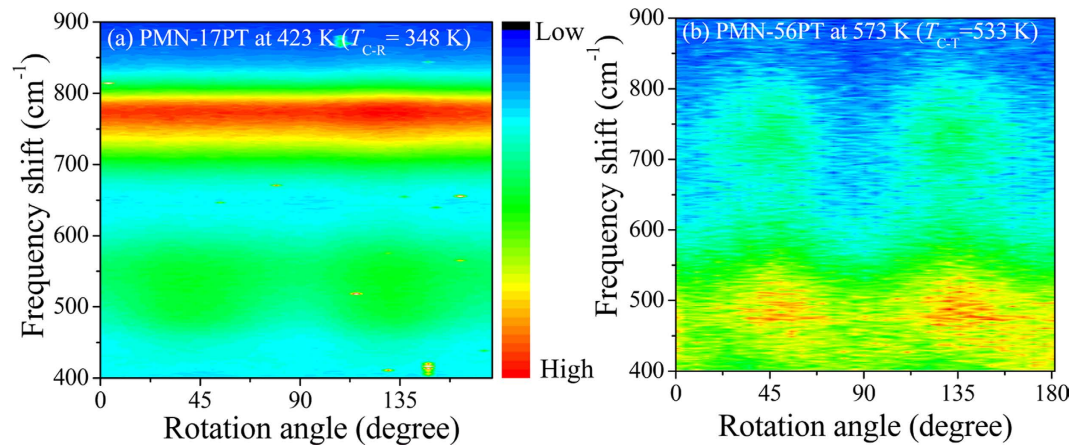 (a) PMN-17PT at 423 K (T_C-R = 348 K)
Frequency shift (cm⁻¹)
900
800
700
600
500
400
0
45
90
135
Rotation angle (degree)
Low
High
(b) PMN-56PT at 573 K (T_C-T=533 K)
Frequency shift (cm⁻¹)
900
800
700
600
500
400
0
45
90
135
180
Rotation angle (degree)